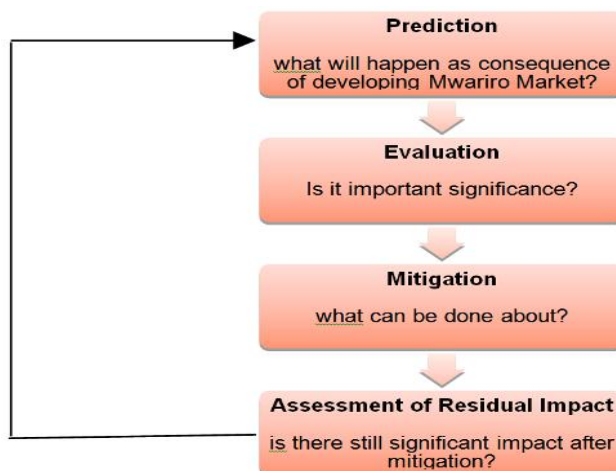 Prediction
what will happen as consequence
of developing Mwariro Market?
Evaluation
Is it important significance?
Mitigation
what can be done about?
Assessment of Residual Impact
is there still significant impact after
mitigation?